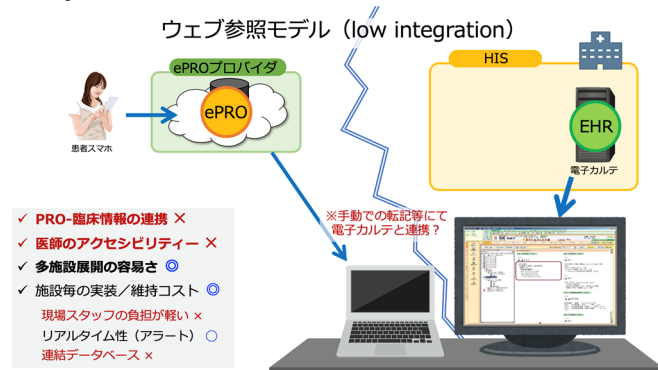 ウェブ参照モデル（low integration）
ePROプロバイダ
ePRO
患者スマホ
HIS
EHR
電子カルテ
※手動での転記等にて
電子カルテと連携？
✓ PRO-臨床情報の連携 ×
✓ 医師のアクセシビリティー ×
✓ 多施設展開の容易さ ◎
✓ 施設毎の実装／維持コスト ◎
現場スタッフの負担が軽い ×
リアルタイム性（アラート） ○
連結データベース ×